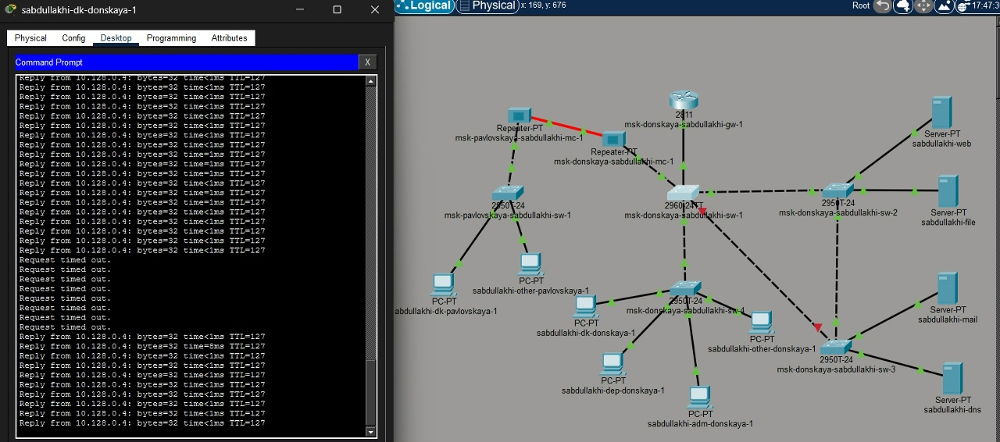 sabdullakhi-dk-donskaya-1
Physical Config Desktop Programming Attributes
Command Prompt
X
Reply from 10.128.0.4: bytes=32 time<1ms TTL=127
Reply from 10.128.0.4: bytes=32 time<1ms TTL=127
Reply from 10.128.0.4: bytes=32 time<1ms TTL=127
Reply from 10.128.0.4: bytes=32 time<1ms TTL=127
Reply from 10.128.0.4: bytes=32 time=1ms TTL=127
Reply from 10.128.0.4: bytes=32 time<1ms TTL=127
Reply from 10.128.0.4: bytes=32 time<1ms TTL=127
Reply from 10.128.0.4: bytes=32 time<1ms TTL=127
Reply from 10.128.0.4: bytes=32 time=1ms TTL=127
Reply from 10.128.0.4: bytes=32 time<1ms TTL=127
Reply from 10.128.0.4: bytes=32 time<1ms TTL=127
Reply from 10.128.0.4: bytes=32 time<1ms TTL=127
Reply from 10.128.0.4: bytes=32 time=1ms TTL=127
Reply from 10.128.0.4: bytes=32 time=1ms TTL=127
Reply from 10.128.0.4: bytes=32 time<1ms TTL=127
Reply from 10.128.0.4: bytes=32 time<1ms TTL=127
Reply from 10.128.0.4: bytes=32 time<1ms TTL=127
Reply from 10.128.0.4: bytes=32 time<1ms TTL=127
Reply from 10.128.0.4: bytes=32 time<1ms TTL=127
Request timed out.
Request timed out.
Request timed out.
Request timed out.
Request timed out.
Request timed out.
Request timed out.
Request timed out.
Reply from 10.128.0.4: bytes=32 time<1ms TTL=127
Reply from 10.128.0.4: bytes=32 time=8ms TTL=127
Reply from 10.128.0.4: bytes=32 time<1ms TTL=127
Reply from 10.128.0.4: bytes=32 time<1ms TTL=127
Reply from 10.128.0.4: bytes=32 time<1ms TTL=127
Reply from 10.128.0.4: bytes=32 time<1ms TTL=127
Reply from 10.128.0.4: bytes=32 time<1ms TTL=127
Reply from 10.128.0.4: bytes=32 time<1ms TTL=127
Reply from 10.128.0.4: bytes=32 time<1ms TTL=127
Reply from 10.128.0.4: bytes=32 time<1ms TTL=127
Logical Physical x: 169, y: 676
Root
17:47:3
2811
msk-donskaya-sabdullakhi-gw-1
Repeater-PT
msk-pavlovskaya-sabdullakhi-mc-1
Repeater-PT
msk-donskaya-sabdullakhi-mc-1
Server-PT
sabdullakhi-web
2950T-24
msk-pavlovskaya-sabdullakhi-sw-1
2960-24TT
msk-donskaya-sabdullakhi-sw-1
2950T-24
msk-donskaya-sabdullakhi-sw-2
Server-PT
sabdullakhi-file
PC-PT
sabdullakhi-other-pavlovskaya-1
PC-PT
abdullakhi-dk-pavlovskaya-1
2950T-24
msk-donskaya-sabdullakhi-sw-4
PC-PT
sabdullakhi-dk-donskaya-1
PC-PT
sabdullakhi-other-donskaya-1
Server-PT
sabdullakhi-mail
2950T-24
msk-donskaya-sabdullakhi-sw-3
PC-PT
sabdullakhi-dep-donskaya-1
PC-PT
sabdullakhi-adm-donskaya-1
Server-PT
sabdullakhi-dns